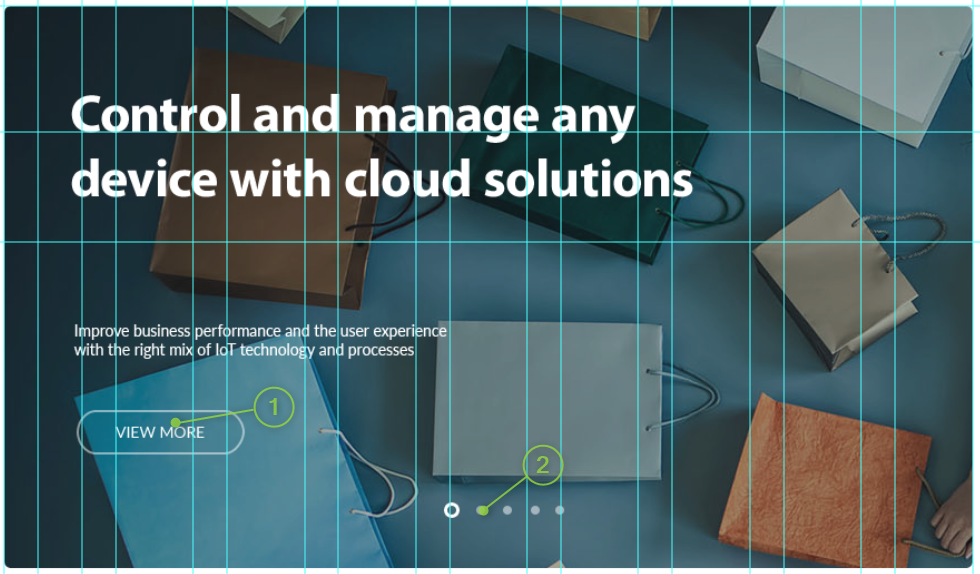 Control and manage any
device with cloud solutions
Improve business performance and the user experience
with the right mix of IoT technology and processes
1
VIEW MORE
2